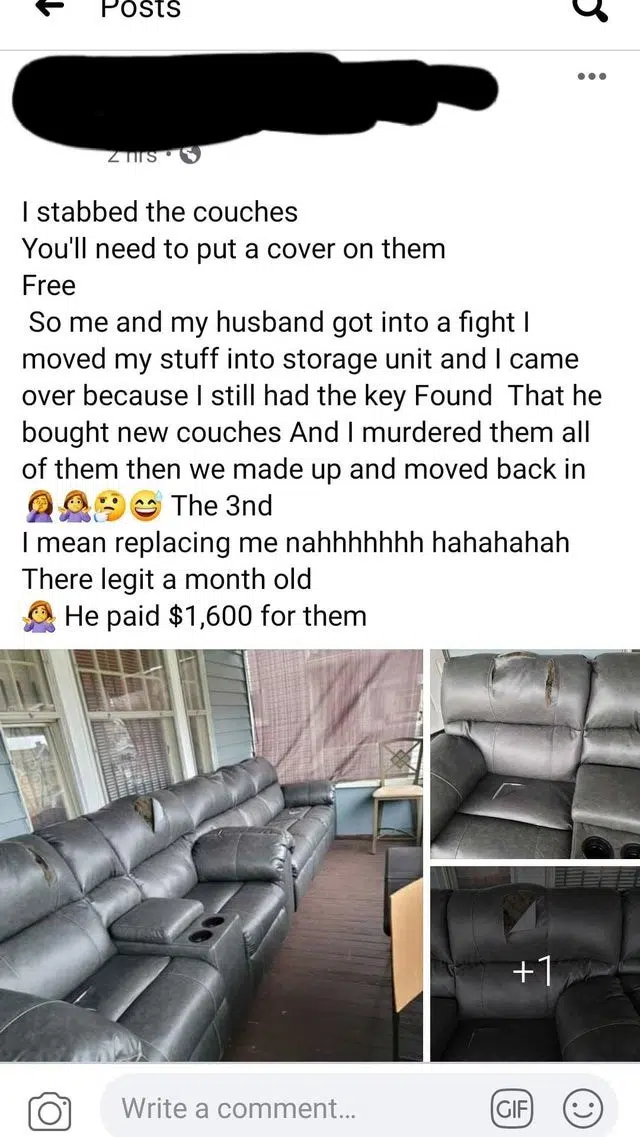 Posts
2 hrs
I stabbed the couches
You'll need to put a cover on them
Free
So me and my husband got into a fight I
moved my stuff into storage unit and I came
over because I still had the key Found That he
bought new couches And I murdered them all
of them then we made up and moved back in
🤦‍♀️🤷‍♀️🤔😅 The 3nd
I mean replacing me nahhhhhhh hahahahah
There legit a month old
🤷‍♀️ He paid $1,600 for them
+1
Write a comment...
GIF